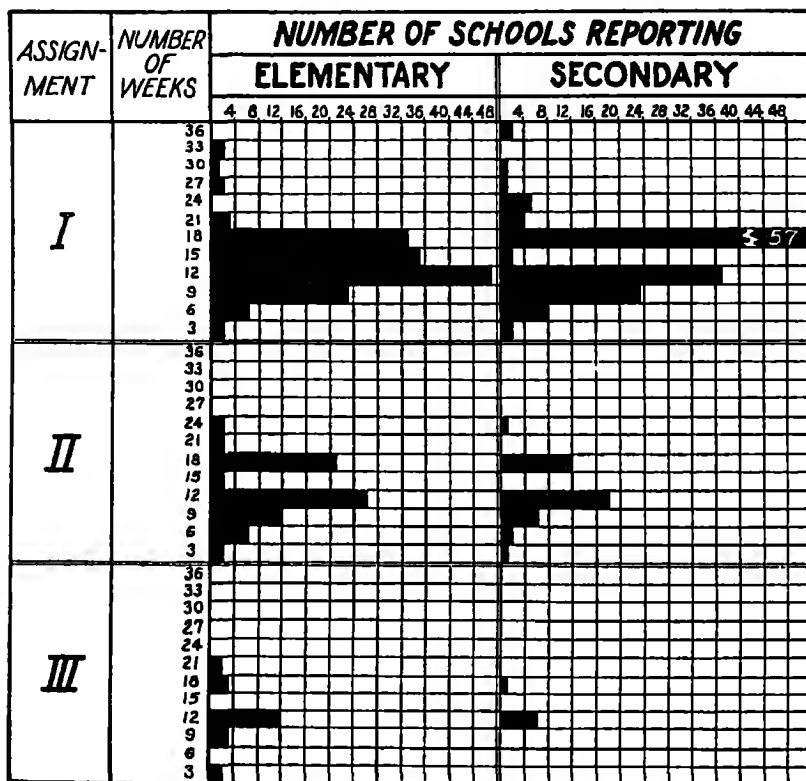 ASSIGN-
MENT
NUMBER
OF
WEEKS
NUMBER OF SCHOOLS REPORTING
ELEMENTARY
SECONDARY
4 8 12 16 20 24 28 32 36 40 44 48
4 8 12 16 20 24 28 32 36 40 44 48
I
36
33
30
27
24
21
18
57
15
12
9
6
3
II
36
33
30
27
24
21
18
15
12
9
6
3
III
36
33
30
27
24
21
18
15
12
9
6
3